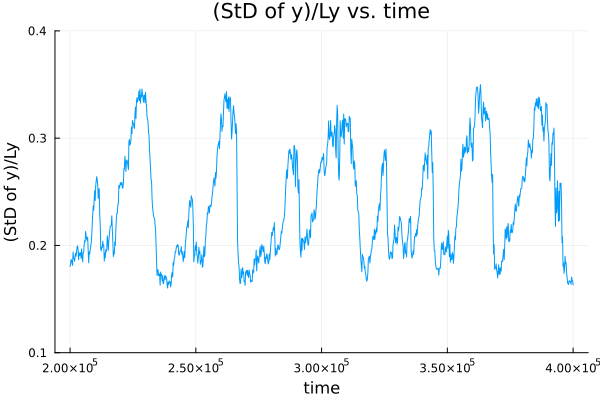 (StD of y)/Ly vs. time
0.4
0.3
0.2
0.1
(StD of y)/Ly
2.00×10⁵ 2.50×10⁵ 3.00×10⁵ 3.50×10⁵ 4.00×10⁵
time